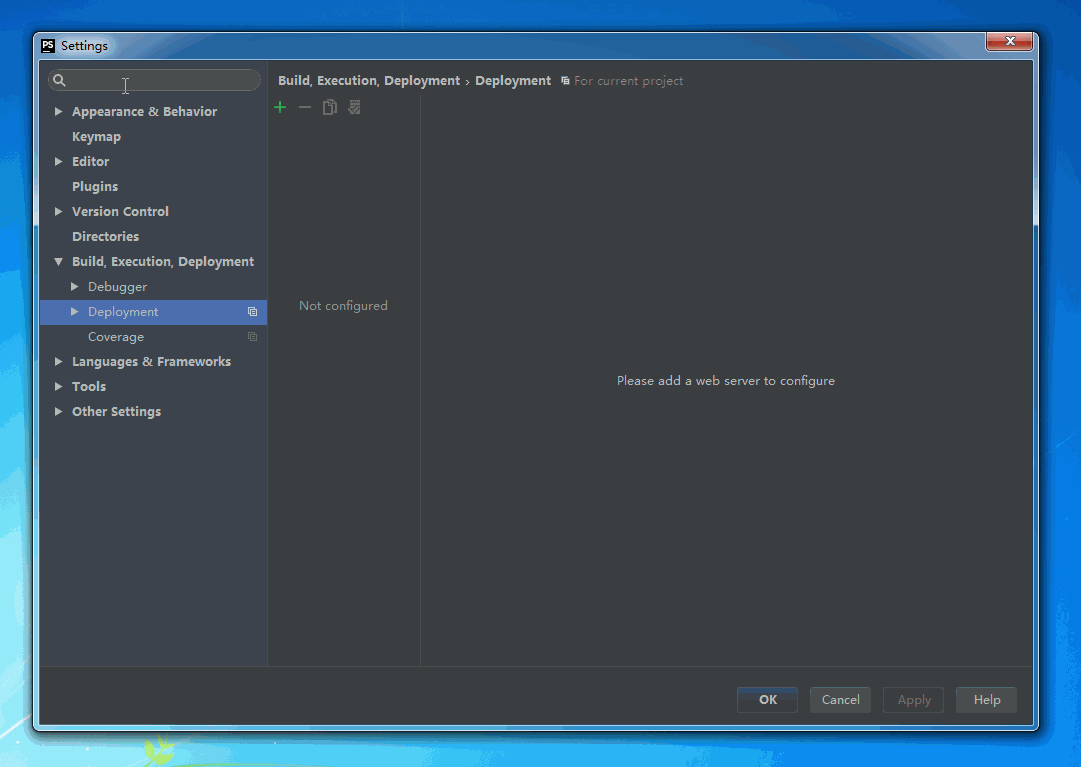 PS Settings
Build, Execution, Deployment › Deployment For current project
Appearance & Behavior
Keymap
Editor
Plugins
Version Control
Directories
Build, Execution, Deployment
Debugger
Deployment
Coverage
Languages & Frameworks
Tools
Other Settings
Not configured
Please add a web server to configure
OK Cancel Apply Help